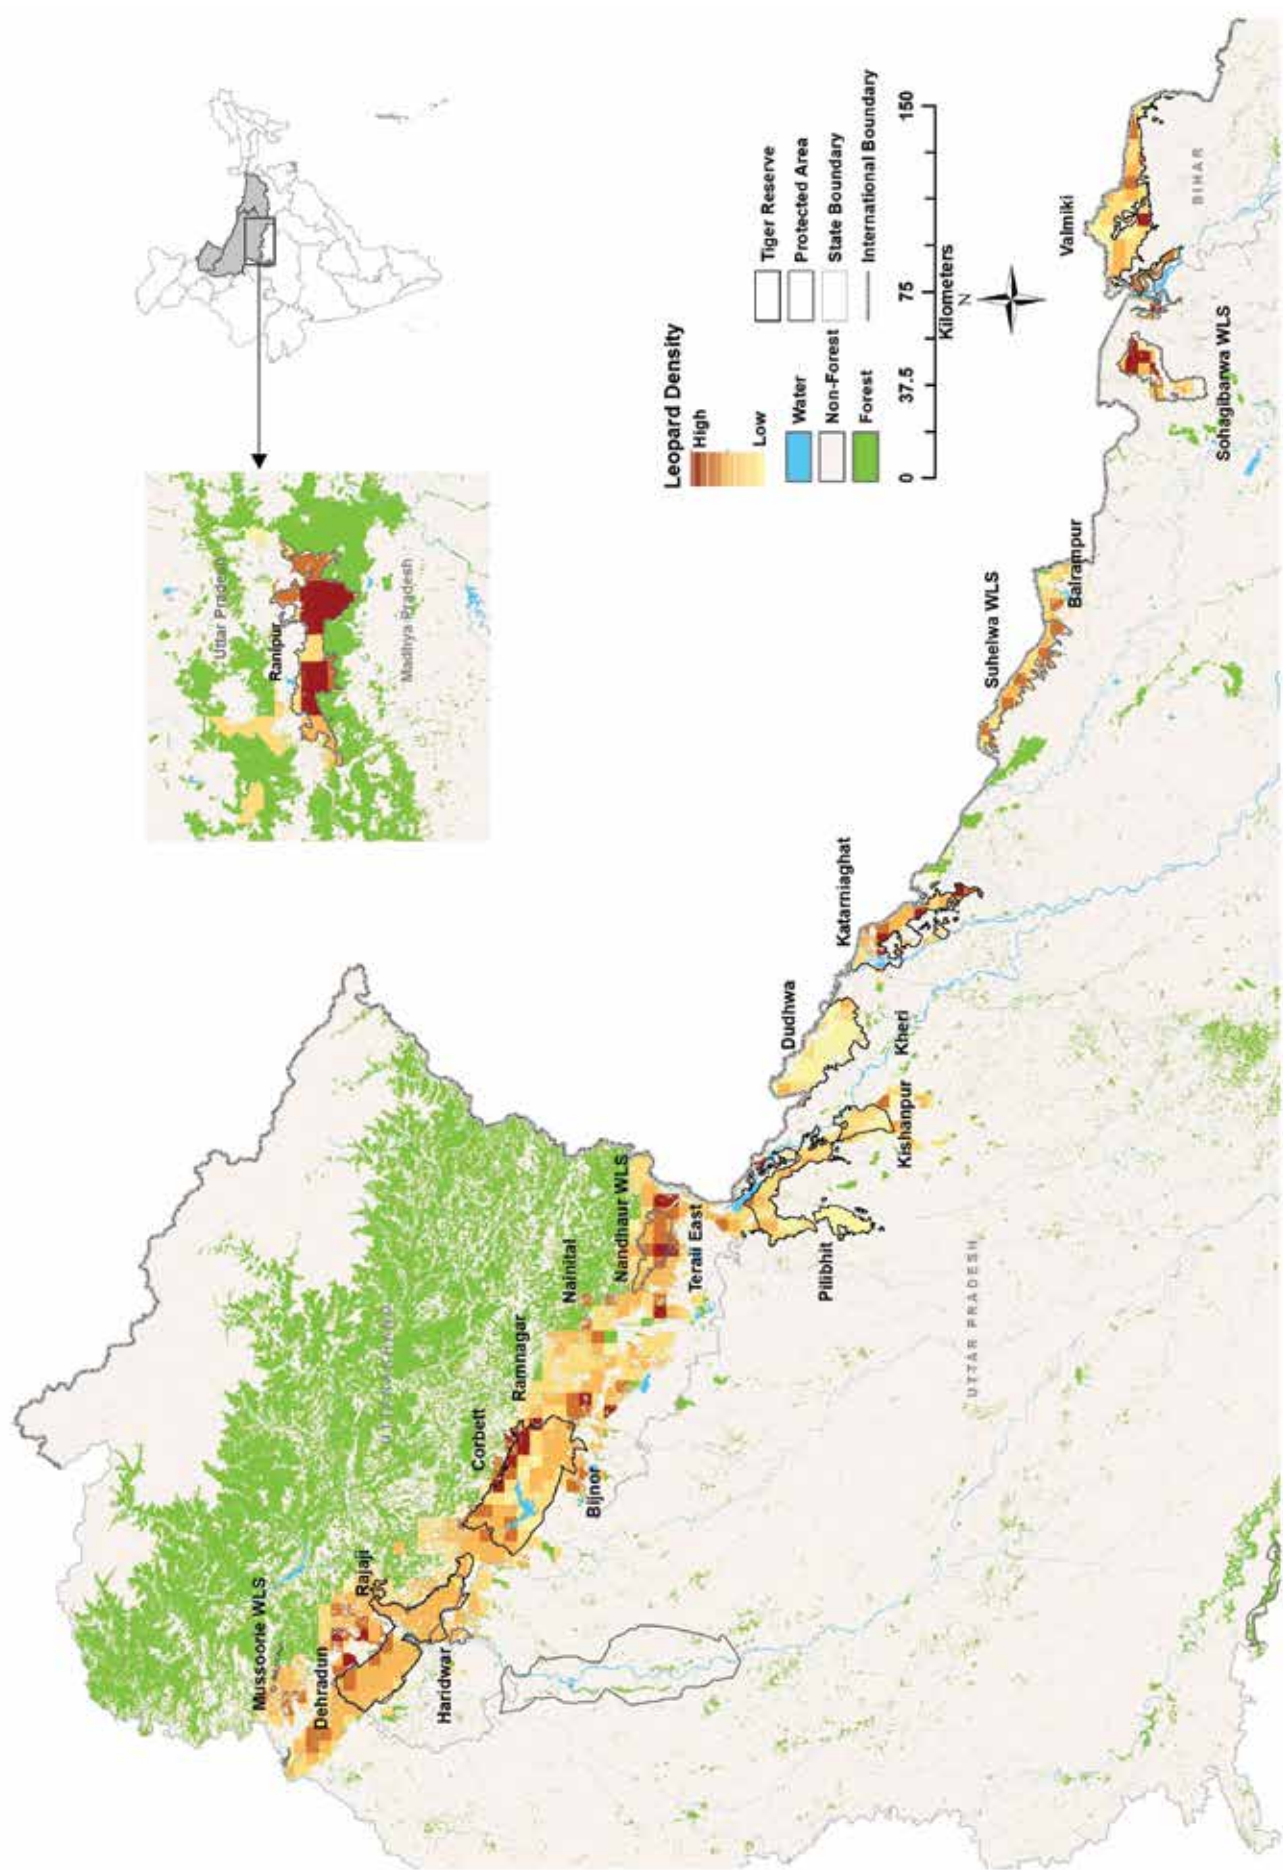 Uttar Pradesh
Ranipur
Madhya Pradesh
Mussoorie WLS
Dehradun
Rajaji
Haridwar
Corbett
Ramnagar
Bijnor
Nainital
Nandhaur WLS
Terai East
Leopard Density
High
Low
Water
Non-Forest
Forest
Tiger Reserve
Protected Area
State Boundary
International Boundary
0 37.5 75 150
Kilometers
N
Dudhwa
Pilibhit
Katarniaghat
Kishanpur
Kheri
UTTAR PRADESH
Suhelwa WLS
Balrampur
Valmiki
BIHAR
Sohagibarwa WLS